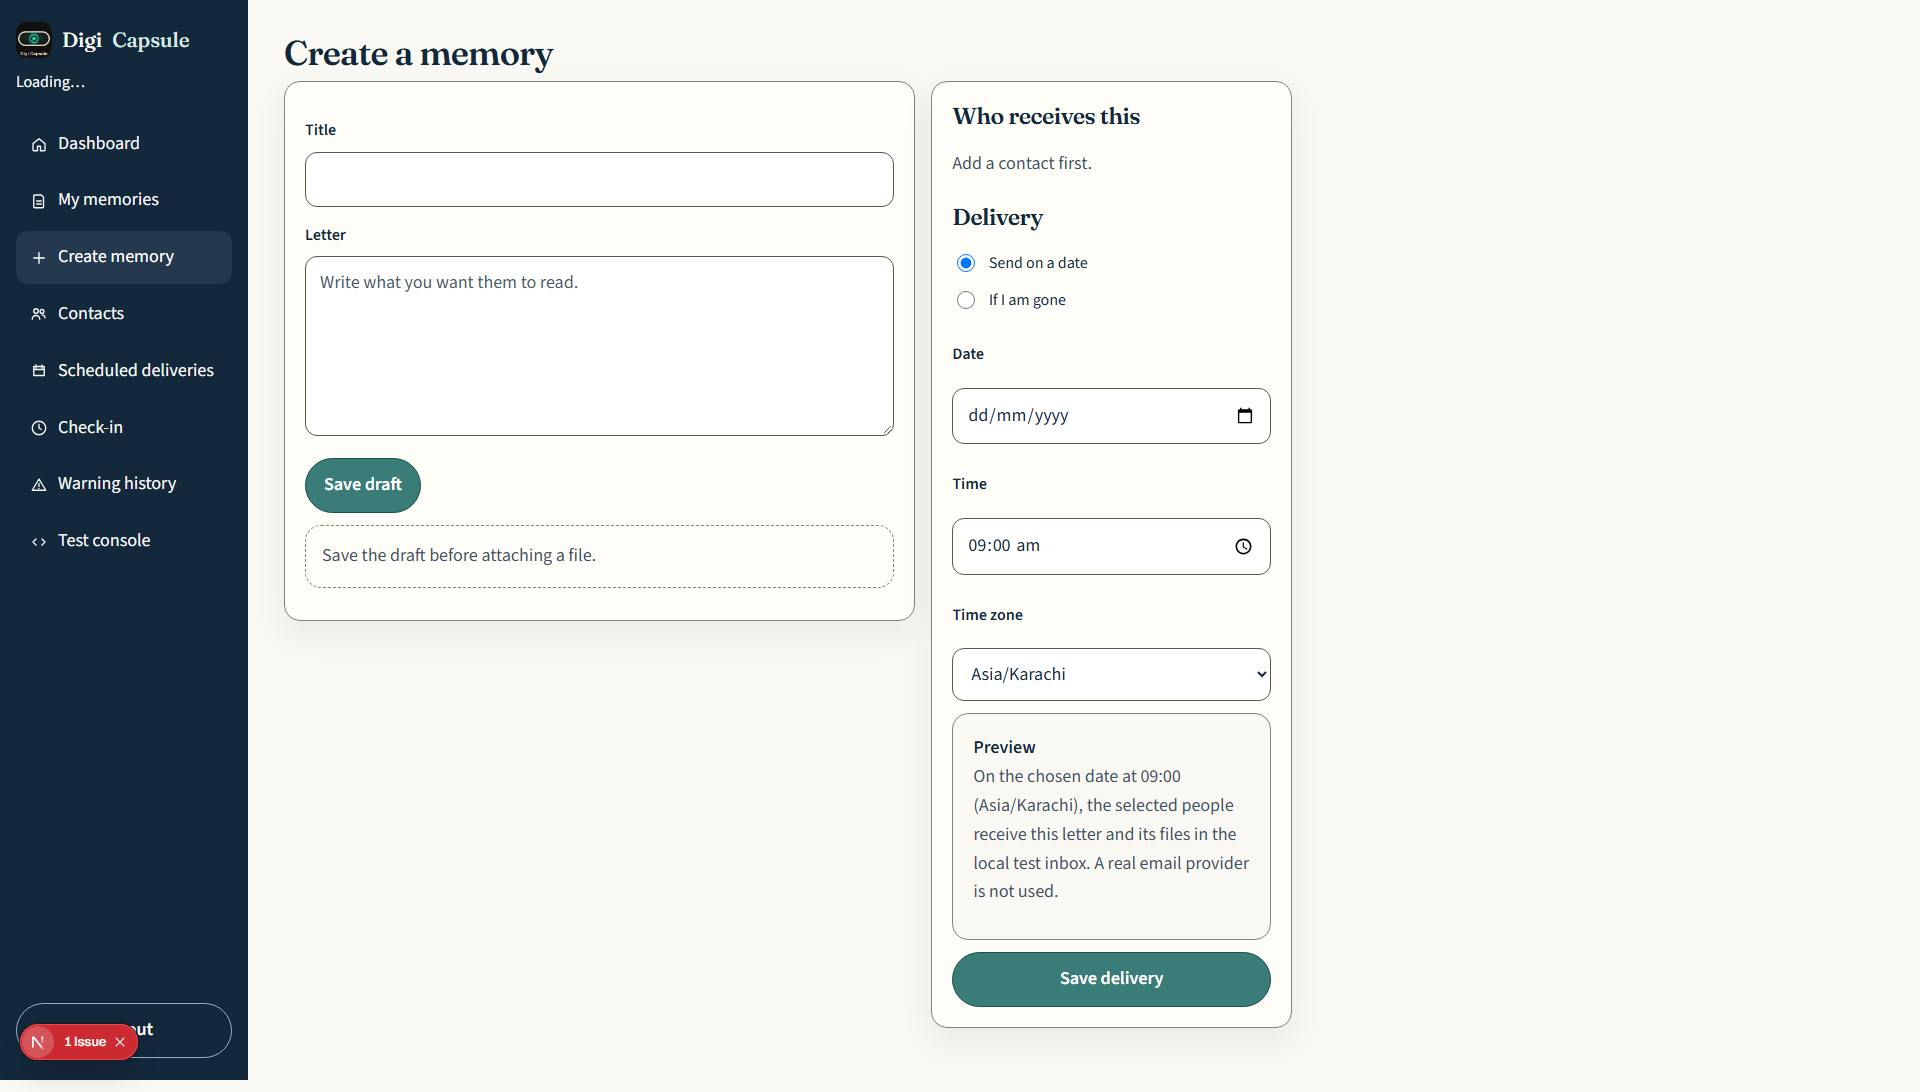 Digi Capsule
Digi Capsule
Loading...
Dashboard
My memories
Create memory
Contacts
Scheduled deliveries
Check-in
Warning history
Test console
out
N
1 Issue
Create a memory
Title
Letter
Write what you want them to read.
Save draft
Save the draft before attaching a file.
Who receives this
Add a contact first.
Delivery
Send on a date
If I am gone
Date
dd/mm/yyyy
Time
09:00 am
Time zone
Asia/Karachi
Preview
On the chosen date at 09:00
(Asia/Karachi), the selected people
receive this letter and its files in the
local test inbox. A real email provider
is not used.
Save delivery